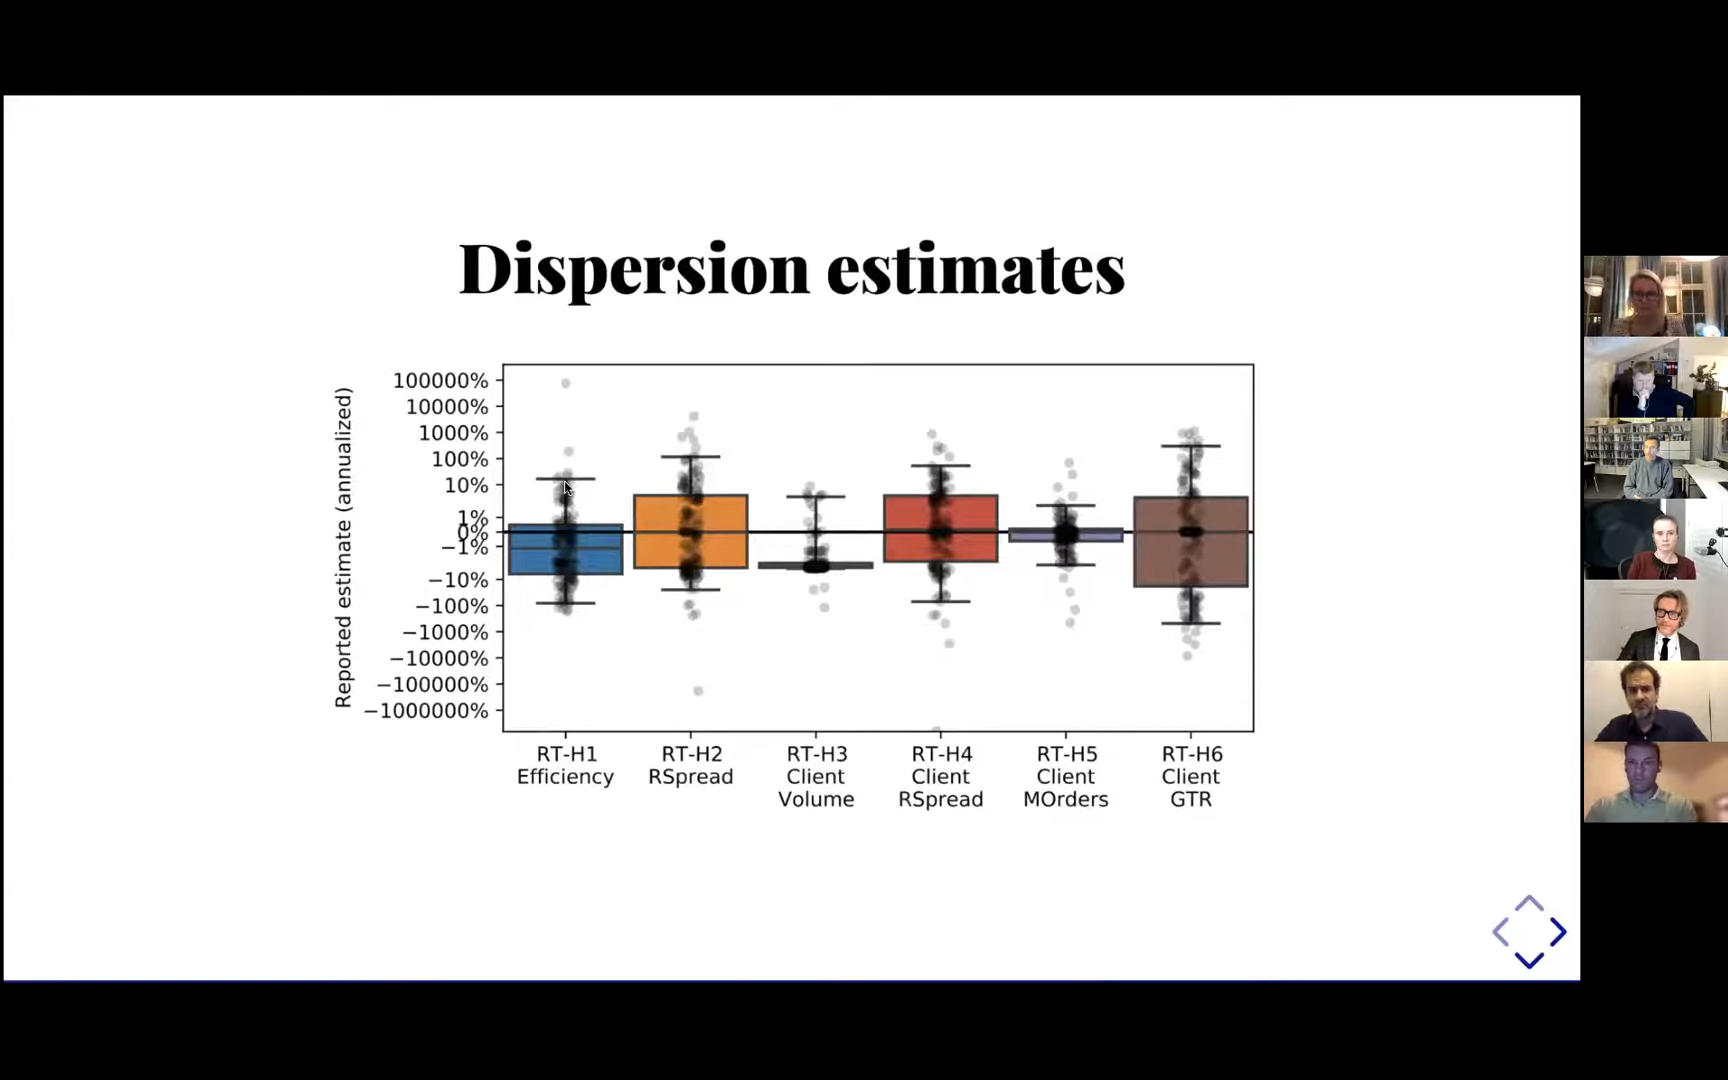 Dispersion estimates
Reported estimate (annualized)
100000%
10000%
1000%
100%
10%
1%
0%
−1%
−10%
−100%
−1000%
−10000%
−100000%
−1000000%
RT-H1
Efficiency
RT-H2
RSpread
RT-H3
Client
Volume
RT-H4
Client
RSpread
RT-H5
Client
MOrders
RT-H6
Client
GTR